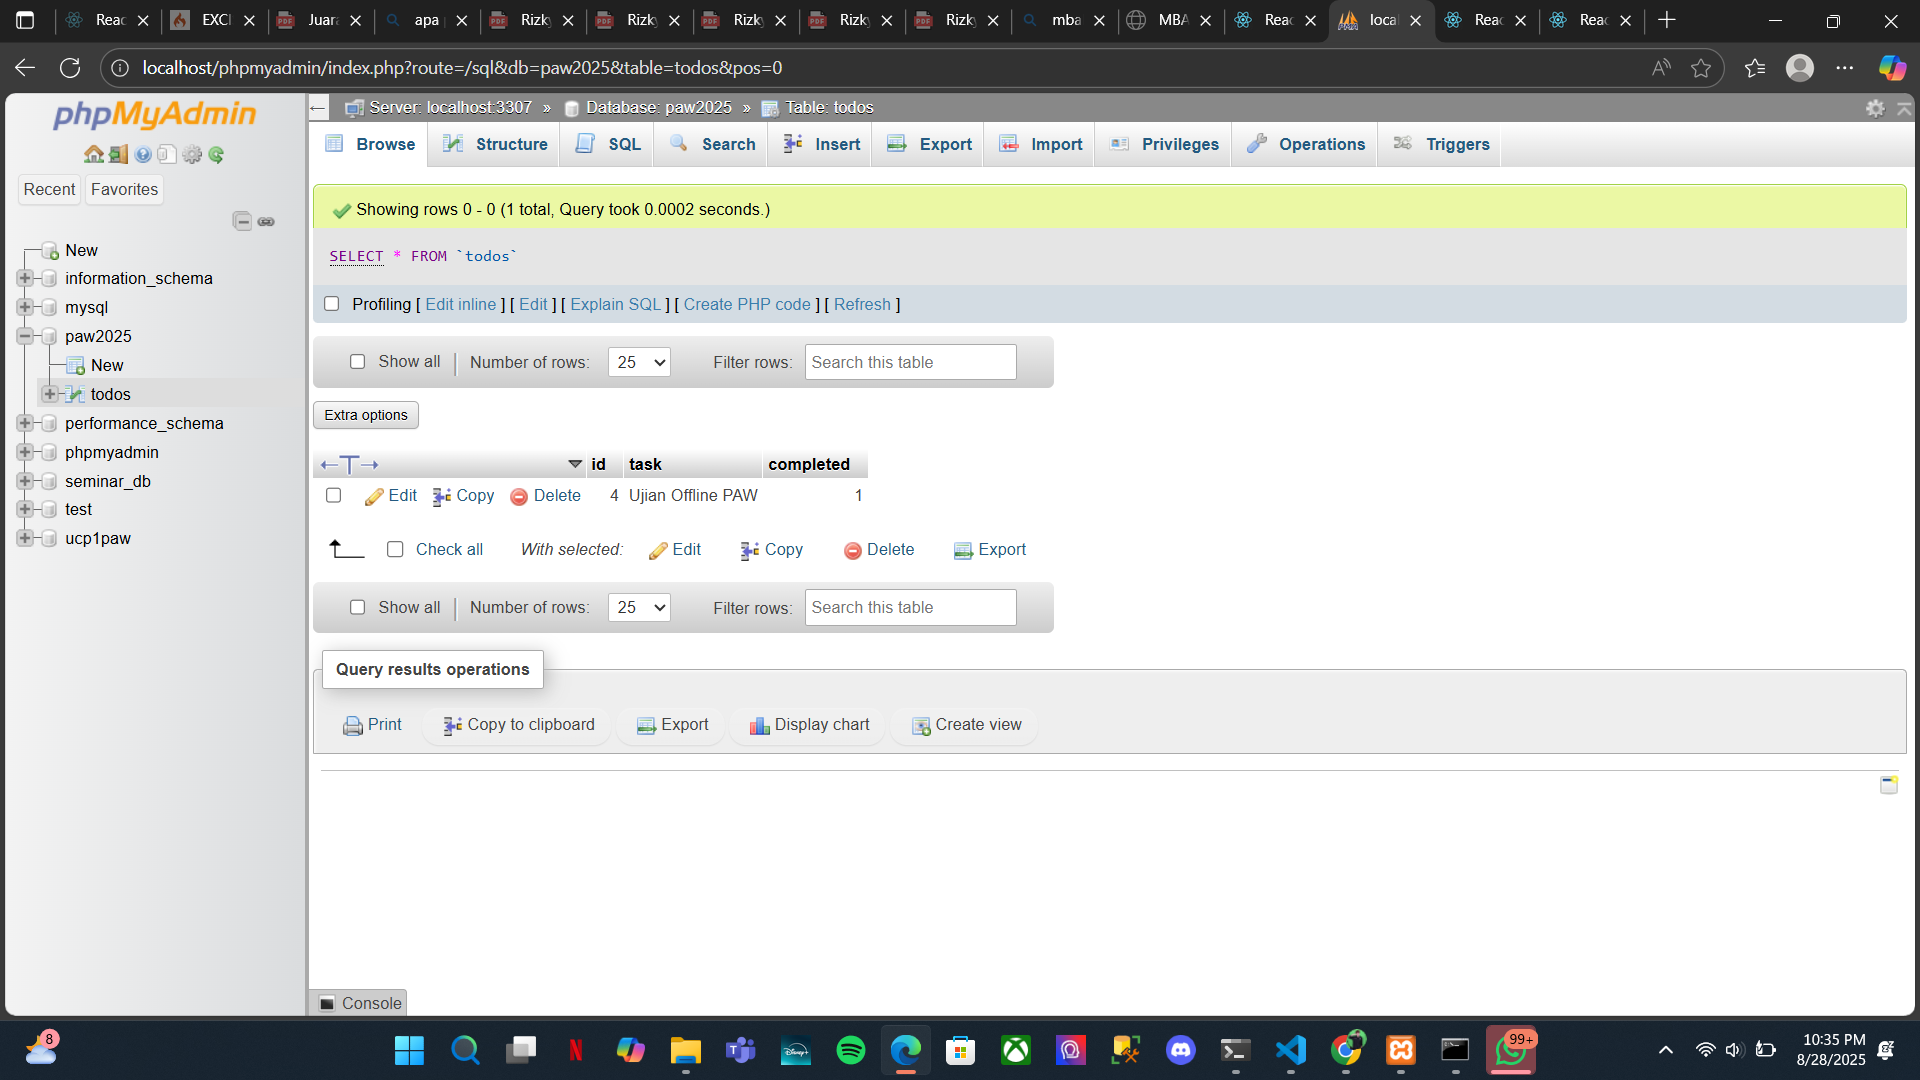 Reac
EXCI
Juara
apa p
Rizky
Rizky
Rizky
Rizky
Rizky
mba
MBA
Reac
local
Reac
Reac
localhost/phpmyadmin/index.php?route=/sql&db=paw2025&table=todos&pos=0
phpMyAdmin
Recent
Favorites
New
information_schema
mysql
paw2025
New
todos
performance_schema
phpmyadmin
seminar_db
test
ucp1paw
Server: localhost:3307 » Database: paw2025 » Table: todos
Browse
Structure
SQL
Search
Insert
Export
Import
Privileges
Operations
Triggers
Showing rows 0 - 0 (1 total, Query took 0.0002 seconds.)
SELECT * FROM `todos`
Profiling [ Edit inline ] [ Edit ] [ Explain SQL ] [ Create PHP code ] [ Refresh ]
Show all
Number of rows:
25
Filter rows:
Search this table
Extra options
id
task
completed
Edit
Copy
Delete
4
Ujian Offline PAW
1
Check all
With selected:
Edit
Copy
Delete
Export
Show all
Number of rows:
25
Filter rows:
Search this table
Query results operations
Print
Copy to clipboard
Export
Display chart
Create view
Console
8
99+
10:35 PM
8/28/2025